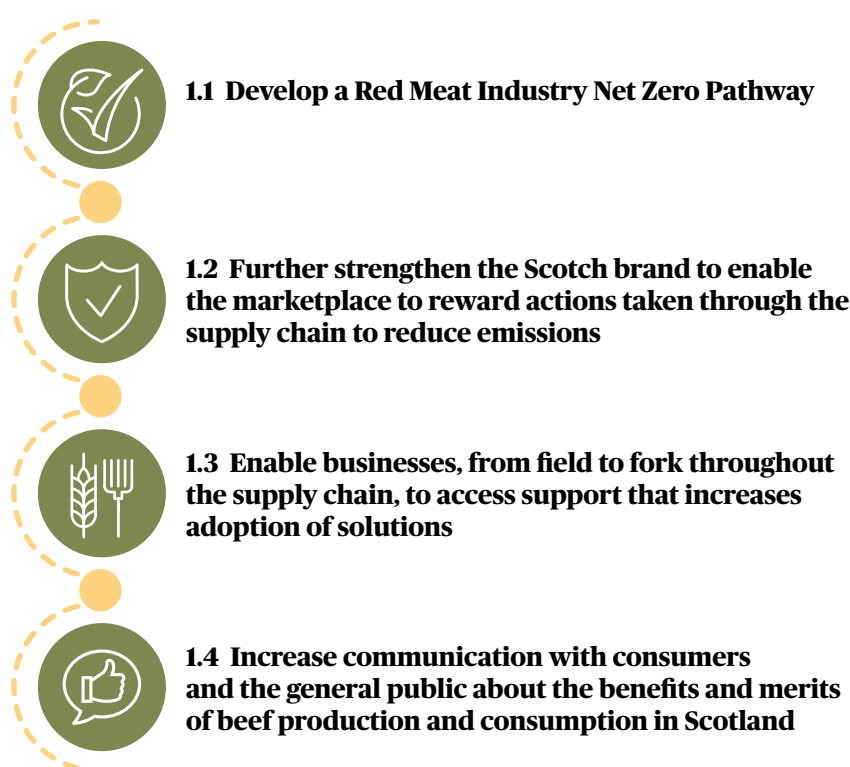 1.1 Develop a Red Meat Industry Net Zero Pathway
1.2 Further strengthen the Scotch brand to enable
the marketplace to reward actions taken through the
supply chain to reduce emissions
1.3 Enable businesses, from field to fork throughout
the supply chain, to access support that increases
adoption of solutions
1.4 Increase communication with consumers
and the general public about the benefits and merits
of beef production and consumption in Scotland